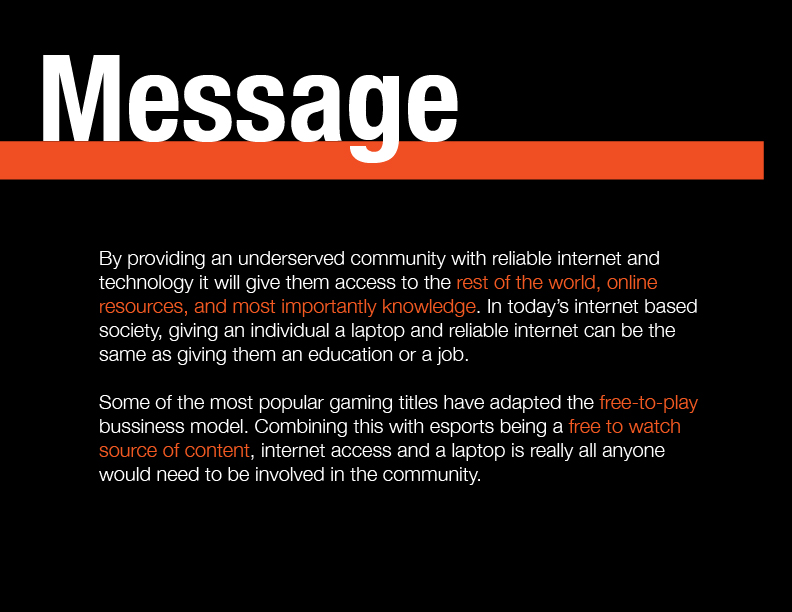 Message
By providing an underserved community with reliable internet and
technology it will give them access to the rest of the world, online
resources, and most importantly knowledge. In today’s internet based
society, giving an individual a laptop and reliable internet can be the
same as giving them an education or a job.
Some of the most popular gaming titles have adapted the free-to-play
bussiness model. Combining this with esports being a free to watch
source of content, internet access and a laptop is really all anyone
would need to be involved in the community.